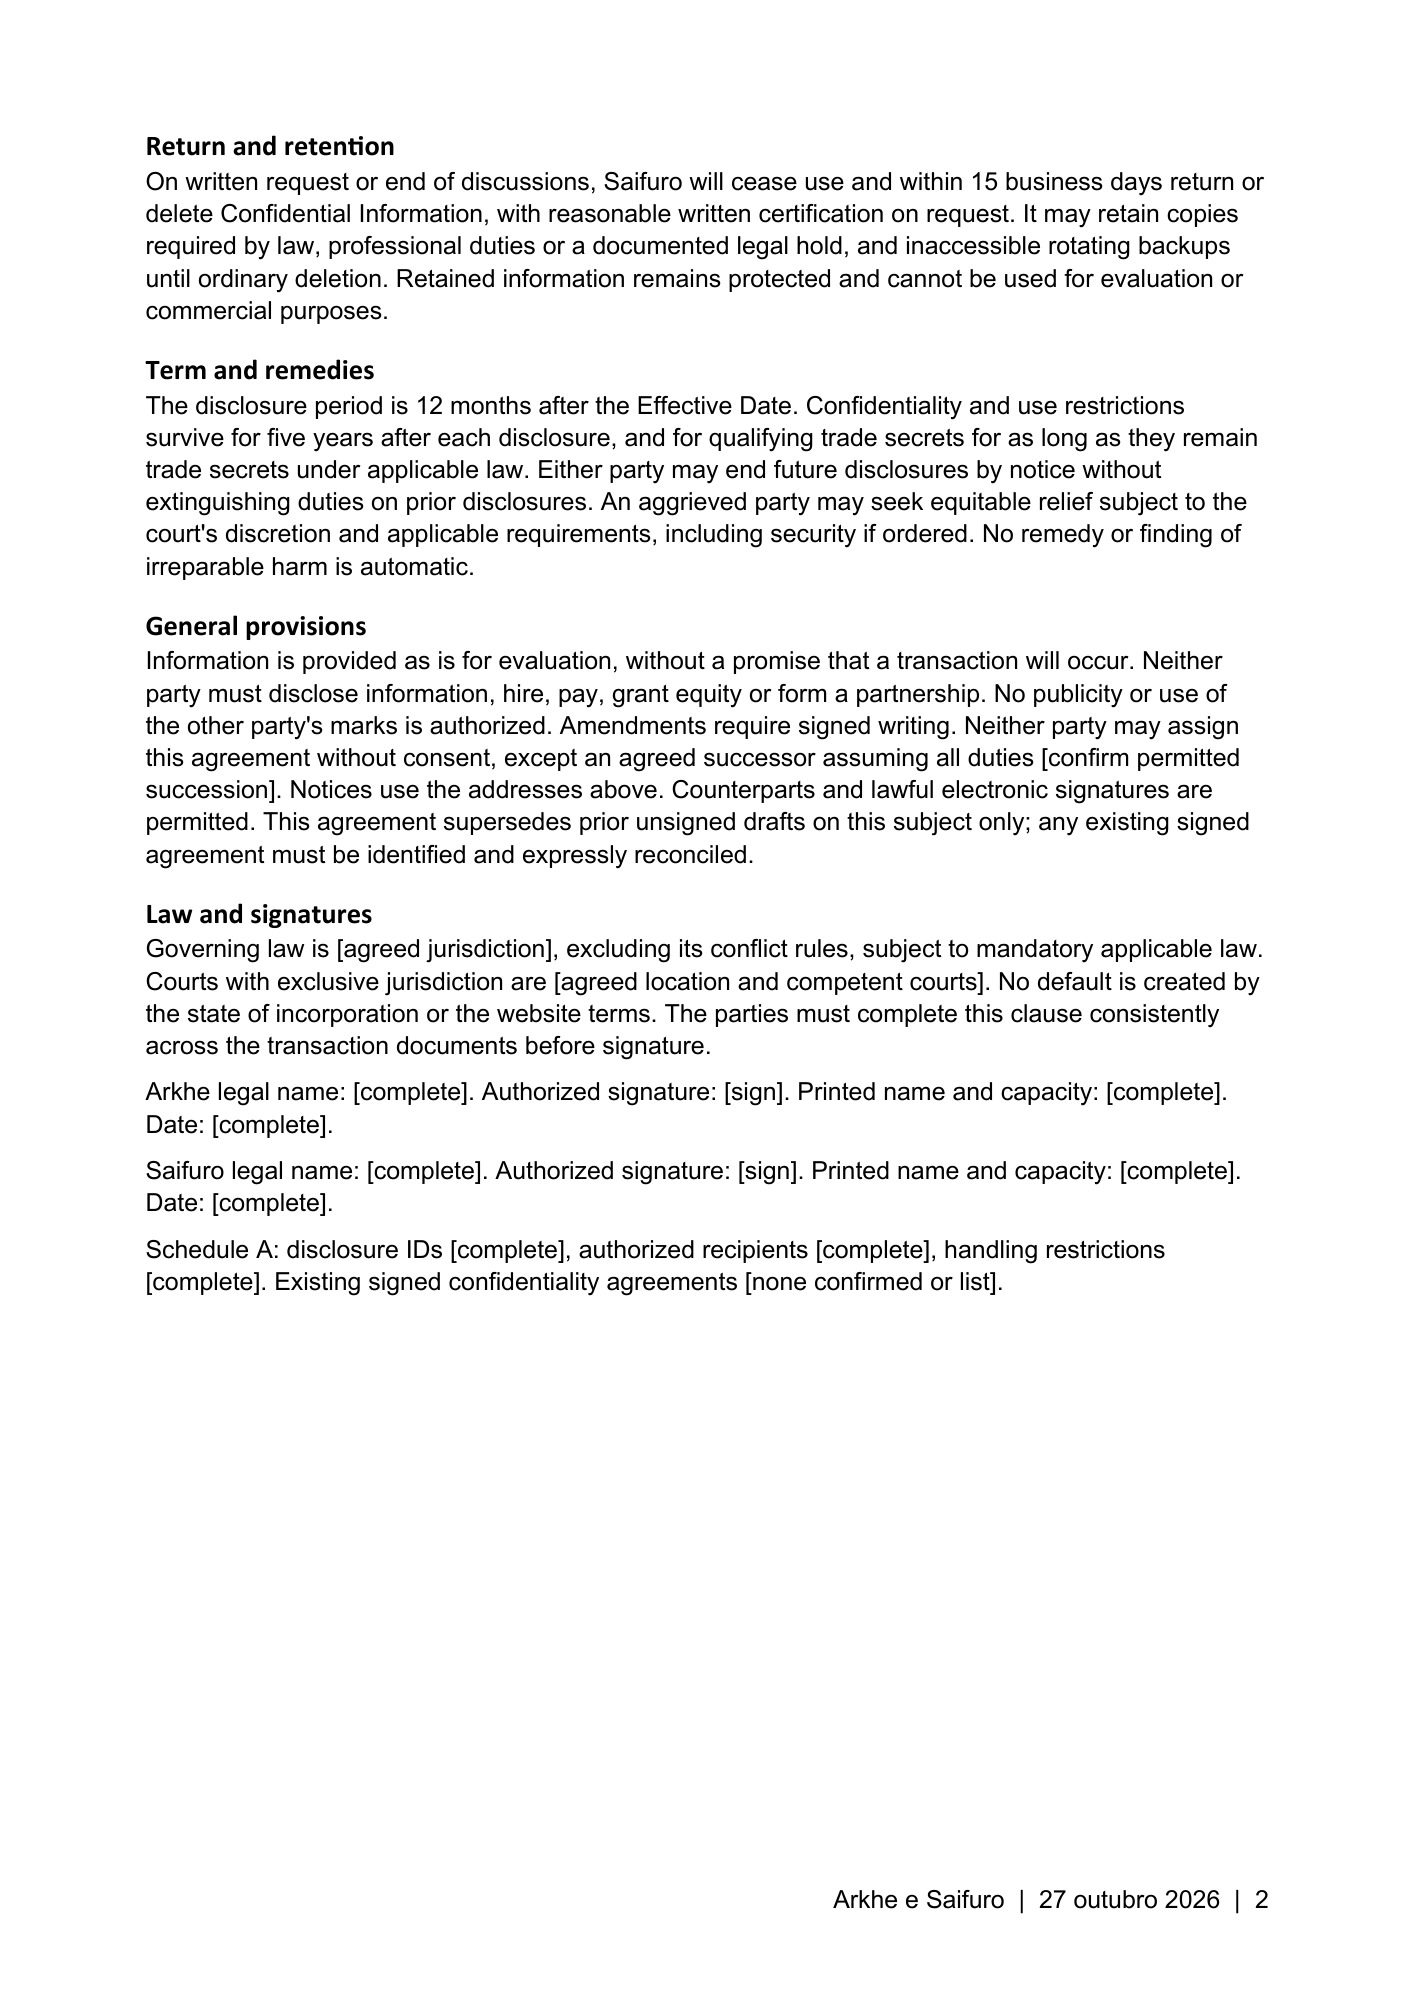 Return and retention
On written request or end of discussions, Saifuro will cease use and within 15 business days return or
delete Confidential Information, with reasonable written certification on request. It may retain copies
required by law, professional duties or a documented legal hold, and inaccessible rotating backups
until ordinary deletion. Retained information remains protected and cannot be used for evaluation or
commercial purposes.
Term and remedies
The disclosure period is 12 months after the Effective Date. Confidentiality and use restrictions
survive for five years after each disclosure, and for qualifying trade secrets for as long as they remain
trade secrets under applicable law. Either party may end future disclosures by notice without
extinguishing duties on prior disclosures. An aggrieved party may seek equitable relief subject to the
court's discretion and applicable requirements, including security if ordered. No remedy or finding of
irreparable harm is automatic.
General provisions
Information is provided as is for evaluation, without a promise that a transaction will occur. Neither
party must disclose information, hire, pay, grant equity or form a partnership. No publicity or use of
the other party's marks is authorized. Amendments require signed writing. Neither party may assign
this agreement without consent, except an agreed successor assuming all duties [confirm permitted
succession]. Notices use the addresses above. Counterparts and lawful electronic signatures are
permitted. This agreement supersedes prior unsigned drafts on this subject only; any existing signed
agreement must be identified and expressly reconciled.
Law and signatures
Governing law is [agreed jurisdiction], excluding its conflict rules, subject to mandatory applicable law.
Courts with exclusive jurisdiction are [agreed location and competent courts]. No default is created by
the state of incorporation or the website terms. The parties must complete this clause consistently
across the transaction documents before signature.
Arkhe legal name: [complete]. Authorized signature: [sign]. Printed name and capacity: [complete].
Date: [complete].
Saifuro legal name: [complete]. Authorized signature: [sign]. Printed name and capacity: [complete].
Date: [complete].
Schedule A: disclosure IDs [complete], authorized recipients [complete], handling restrictions
[complete]. Existing signed confidentiality agreements [none confirmed or list].
Arkhe e Saifuro | 27 outubro 2026 | 2